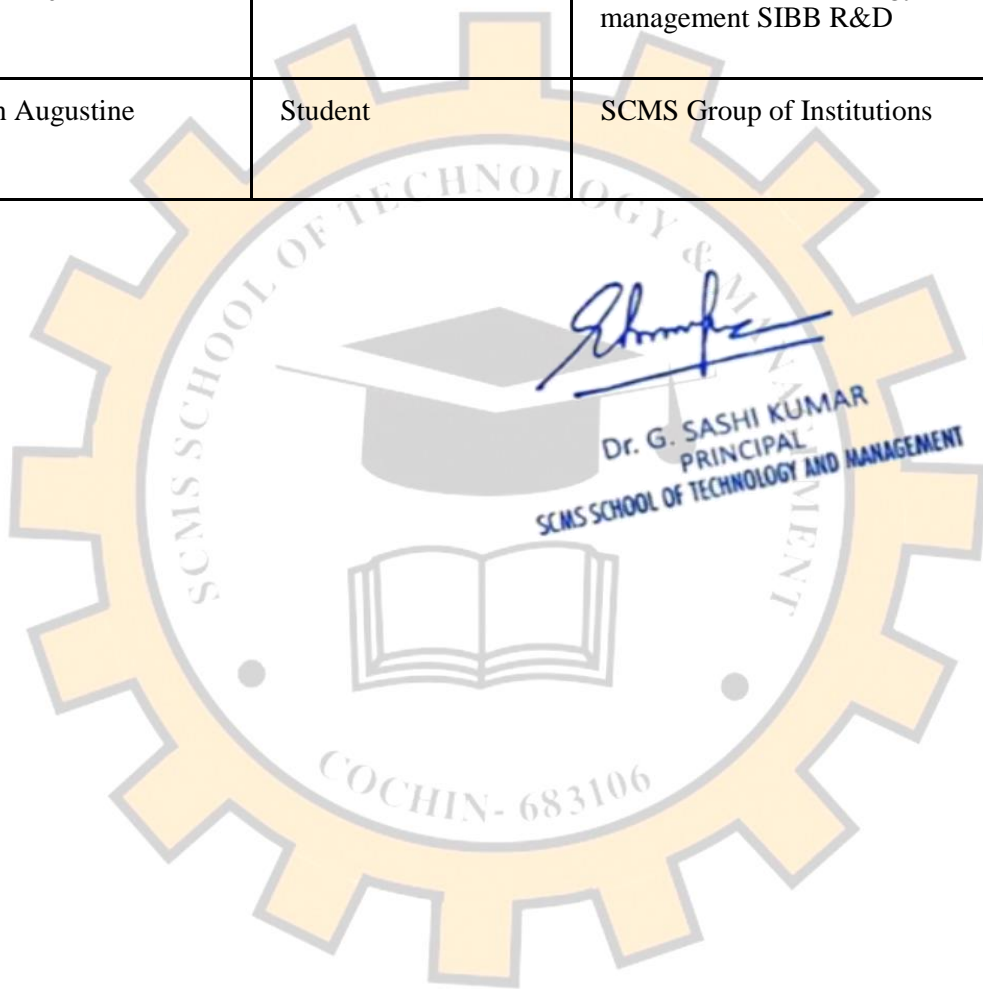 management SIBB R&D
Augustine
Student
SCMS Group of Institutions
SCMS SCHOOL OF TECHNOLOGY & MANAGEMENT
Dr. G. SASHI KUMAR
PRINCIPAL
SCMS SCHOOL OF TECHNOLOGY AND MANAGEMENT
COCHIN- 683106